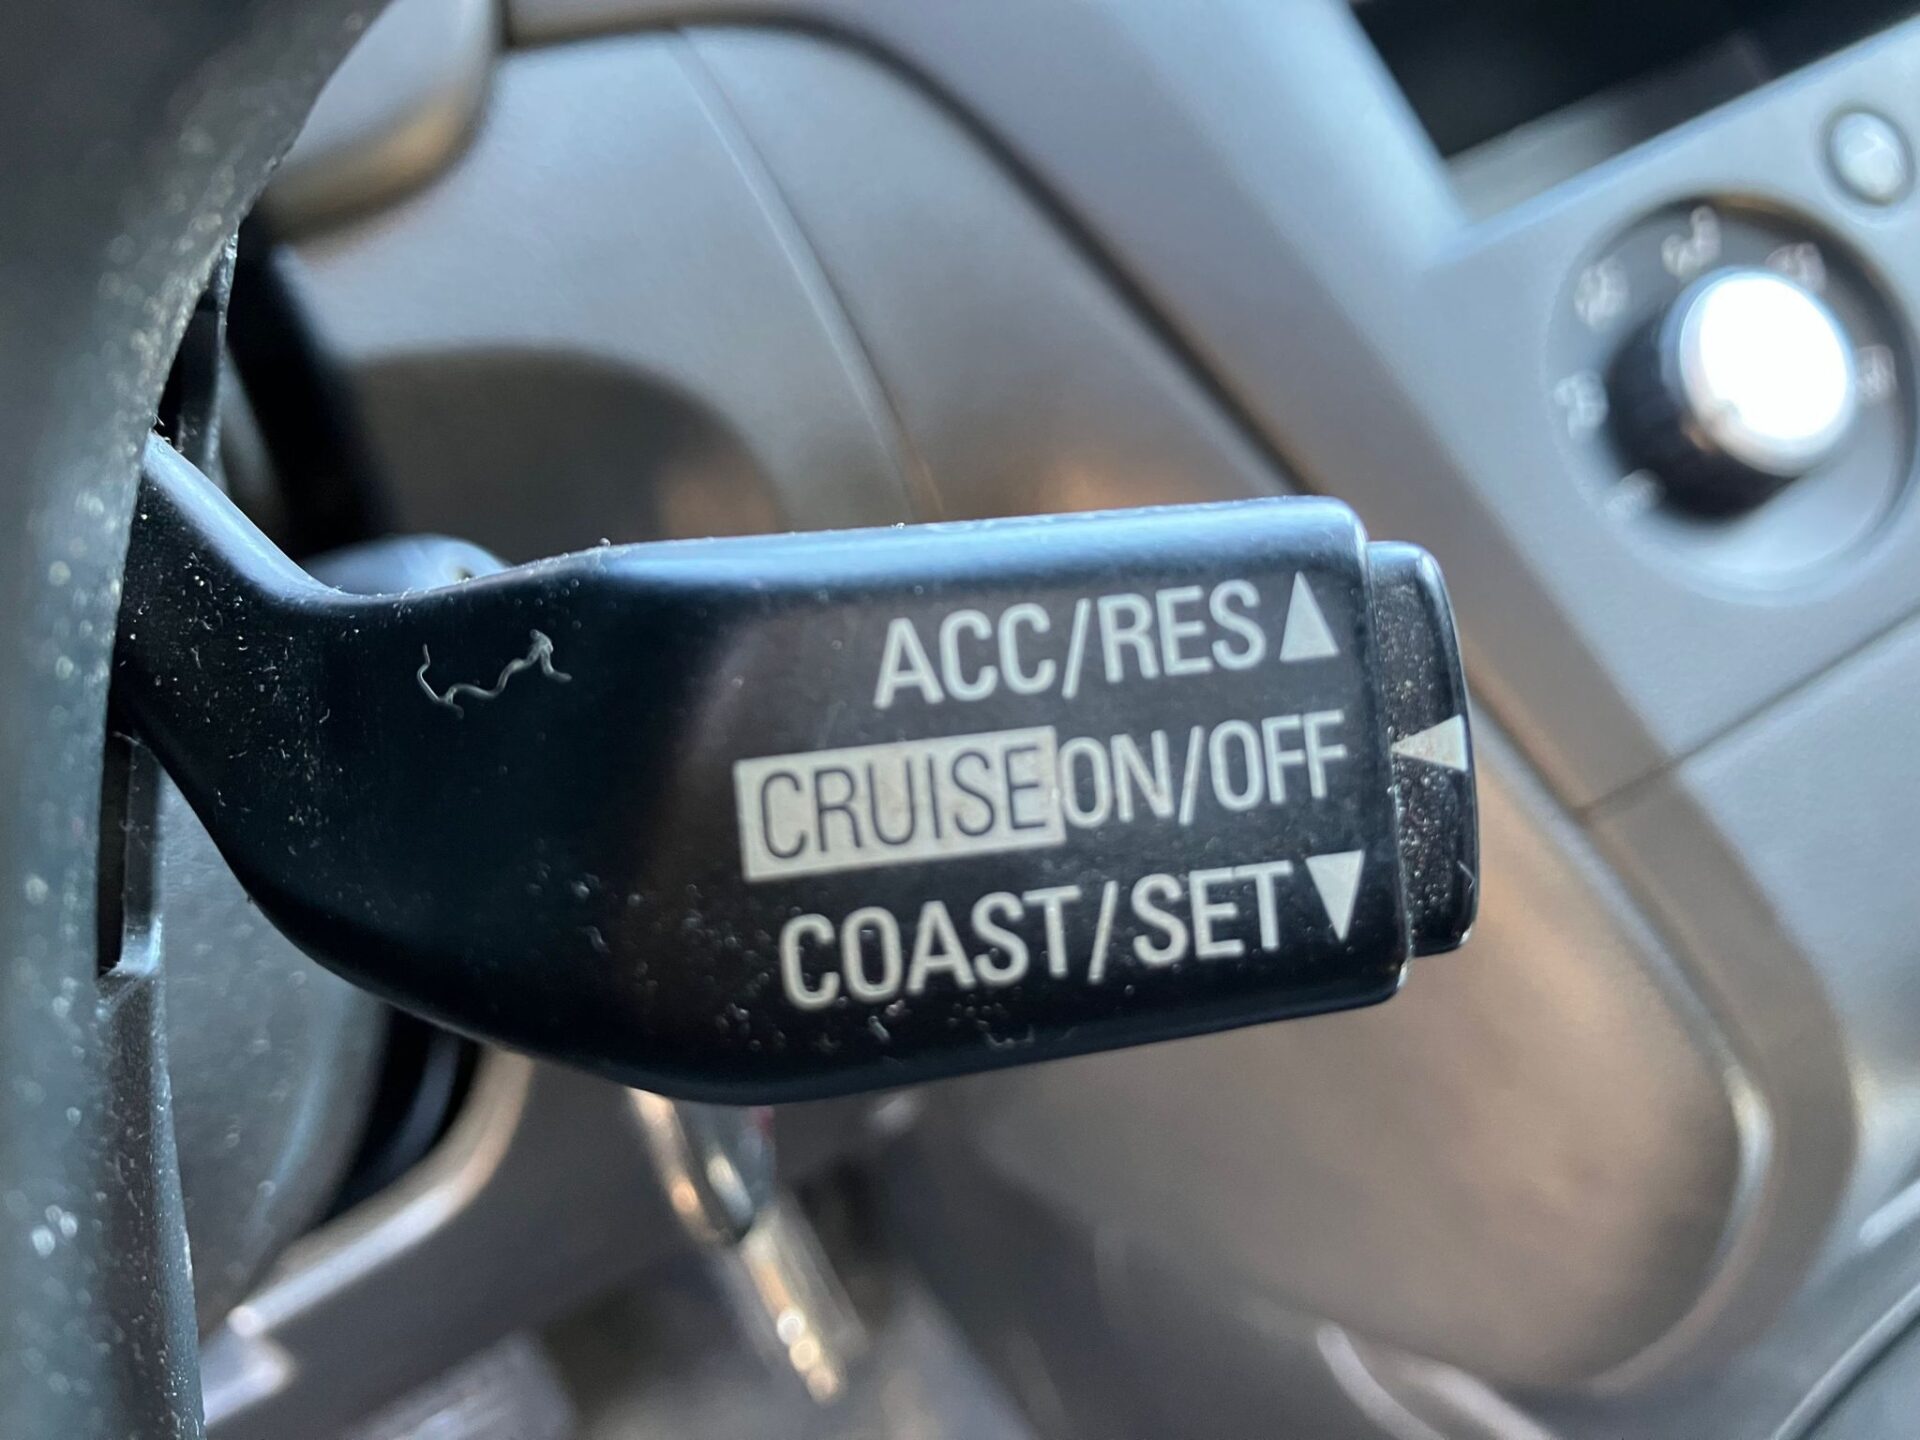 ACC/RES▲
CRUISE ON/OFF
COAST/SET▼